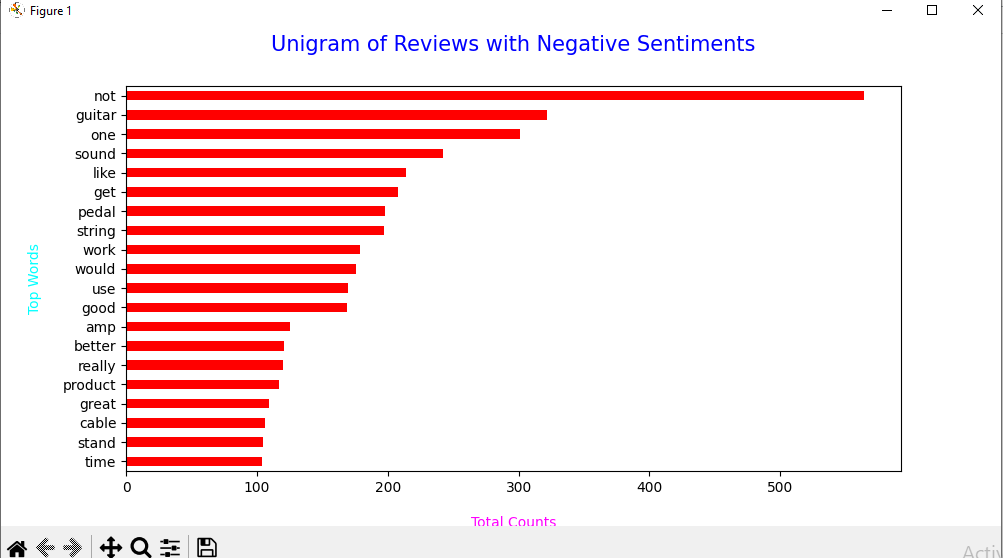 Figure 1
Unigram of Reviews with Negative Sentiments
not
guitar
one
sound
like
get
pedal
string
work
would
use
good
amp
better
really
product
great
cable
stand
time
Top Words
0 100 200 300 400 500
Total Counts
Activ